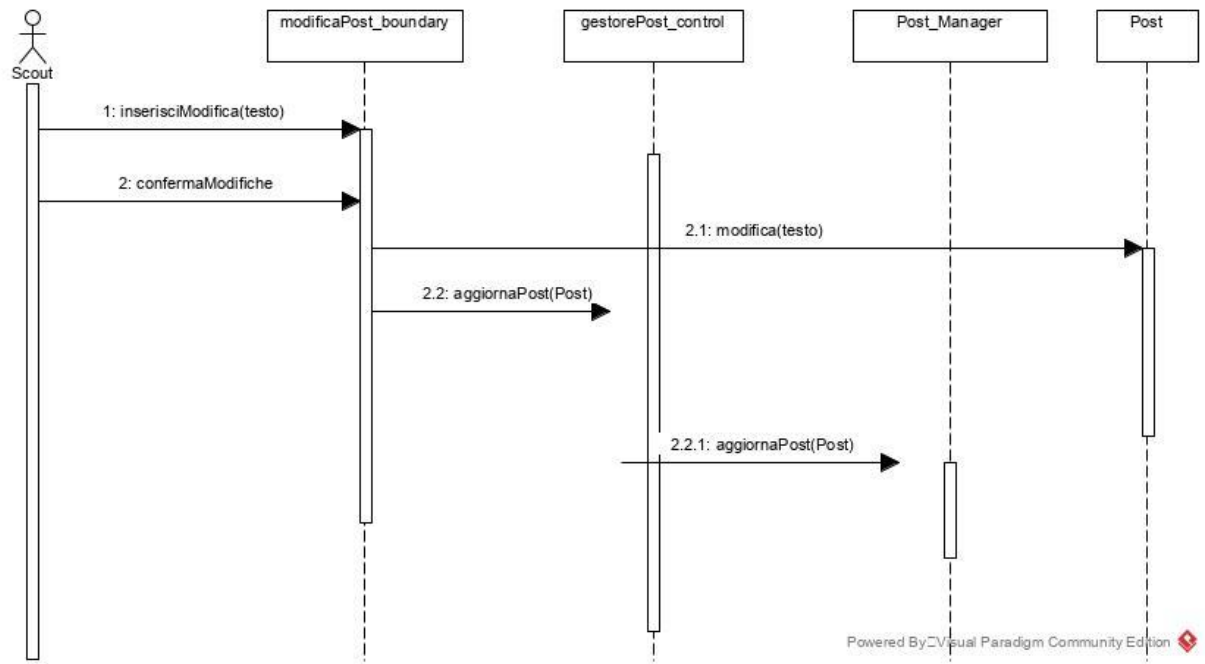 modificaPost_boundary
gestorePost_control
Post_Manager
Post
Scout
1: inserisciModifica(testo)
2: confermaModifiche
2.1: modifica(testo)
2.2: aggiornaPost(Post)
2.2.1: aggiornaPost(Post)
Powered By□Visual Paradigm Community Edition